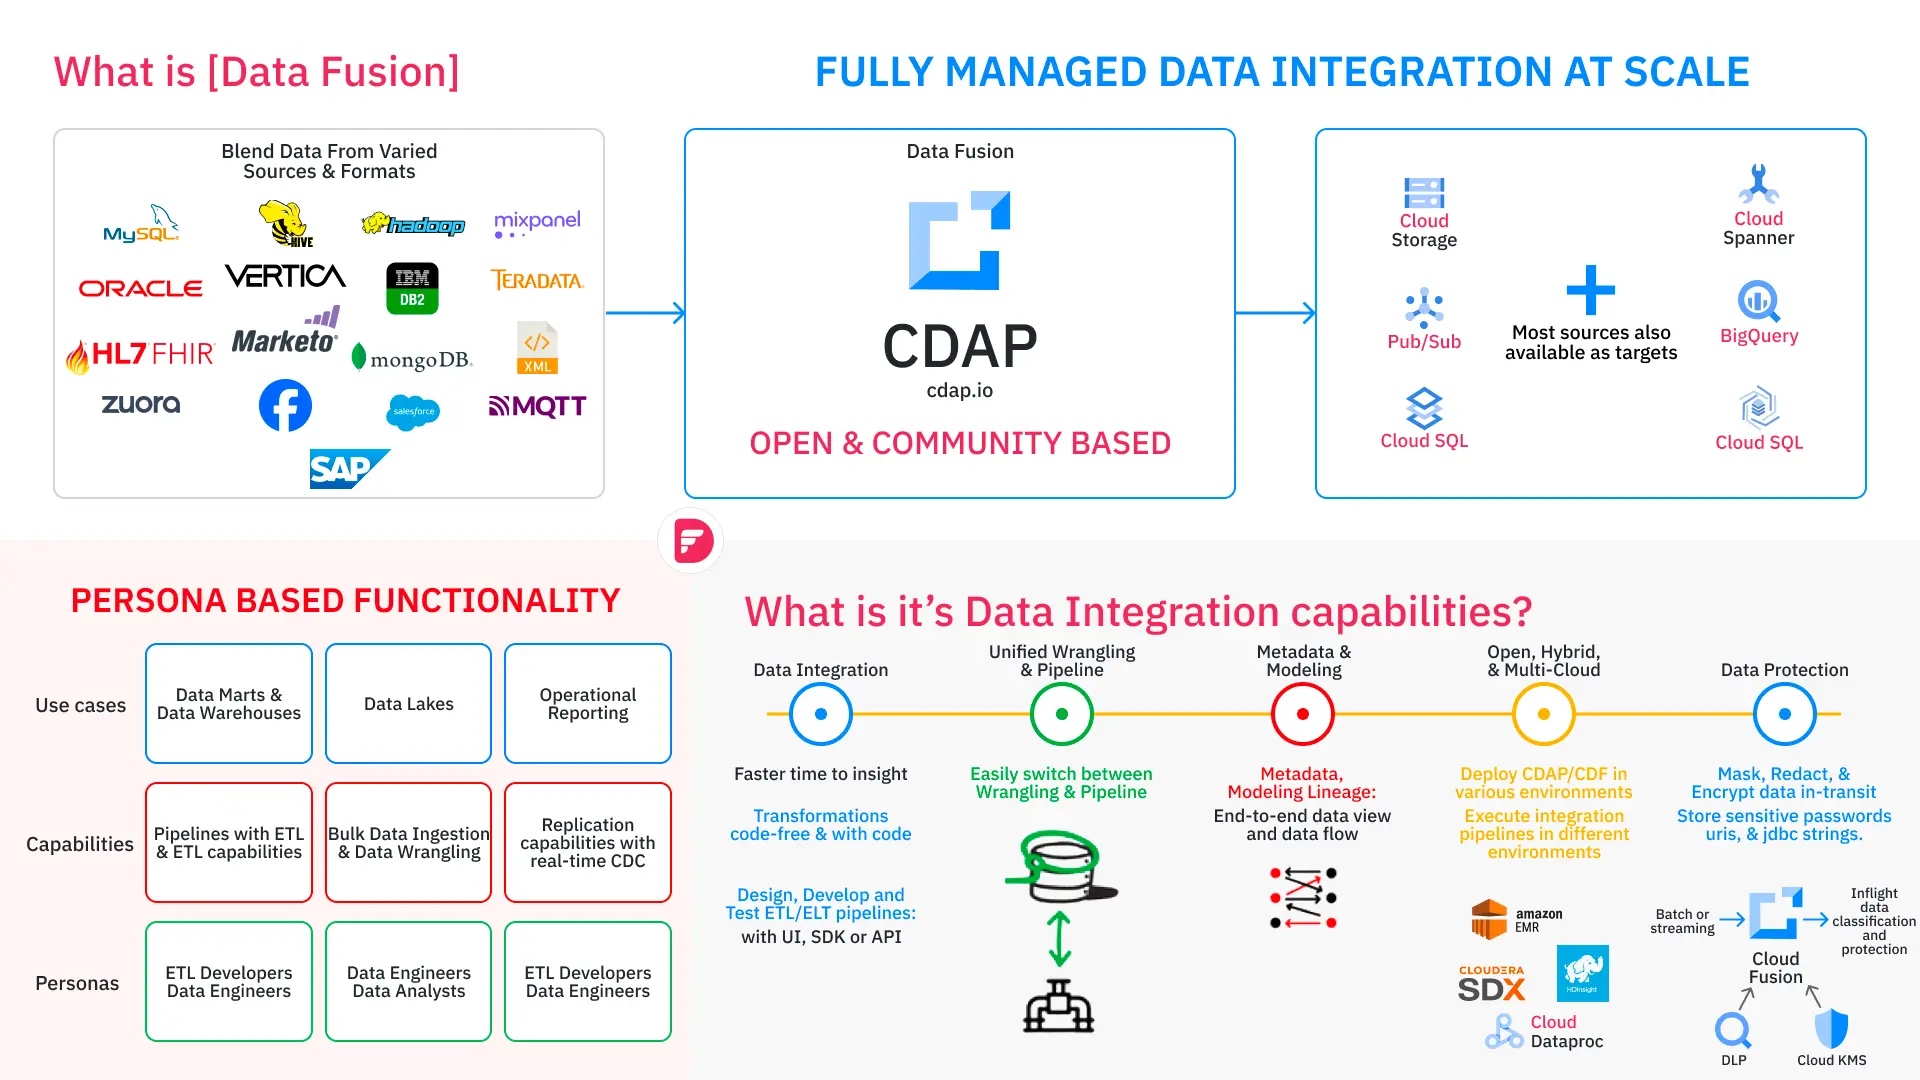 What is [Data Fusion]
FULLY MANAGED DATA INTEGRATION AT SCALE
Blend Data From Varied
Sources & Formats
MySQL
HIVE
hadoop
mixpanel
ORACLE
VERTICA
IBM
DB2
TERADATA
HL7 FHIR
Marketo
mongoDB
</>
XML
zuora
salesforce
MQTT
SAP
Data Fusion
CDAP
cdap.io
OPEN & COMMUNITY BASED
Cloud
Storage
Cloud
Spanner
Pub/Sub
Most sources also
available as targets
BigQuery
Cloud SQL
Cloud SQL
PERSONA BASED FUNCTIONALITY
Use cases
Data Marts &
Data Warehouses
Data Lakes
Operational
Reporting
Capabilities
Pipelines with ETL
& ETL capabilities
Bulk Data Ingestion
& Data Wrangling
Replication
capabilities with
real-time CDC
Personas
ETL Developers
Data Engineers
Data Engineers
Data Analysts
ETL Developers
Data Engineers
What is it’s Data Integration capabilities?
Data Integration
Faster time to insight
Transformations
code-free & with code
Design, Develop and
Test ETL/ELT pipelines:
with UI, SDK or API
Unified Wrangling
& Pipeline
Easily switch between
Wrangling & Pipeline
Metadata &
Modeling
Metadata,
Modeling Lineage:
End-to-end data view
and data flow
Open, Hybrid,
& Multi-Cloud
Deploy CDAP/CDF in
various environments
Execute integration
pipelines in different
environments
amazon
EMR
CLOUDERA
SDX
HDInsight
Cloud
Dataproc
Data Protection
Mask, Redact, &
Encrypt data in-transit
Store sensitive passwords
uris, & jdbc strings.
Batch or
streaming
Inflight
data
classification
and
protection
Cloud
Fusion
DLP
Cloud KMS